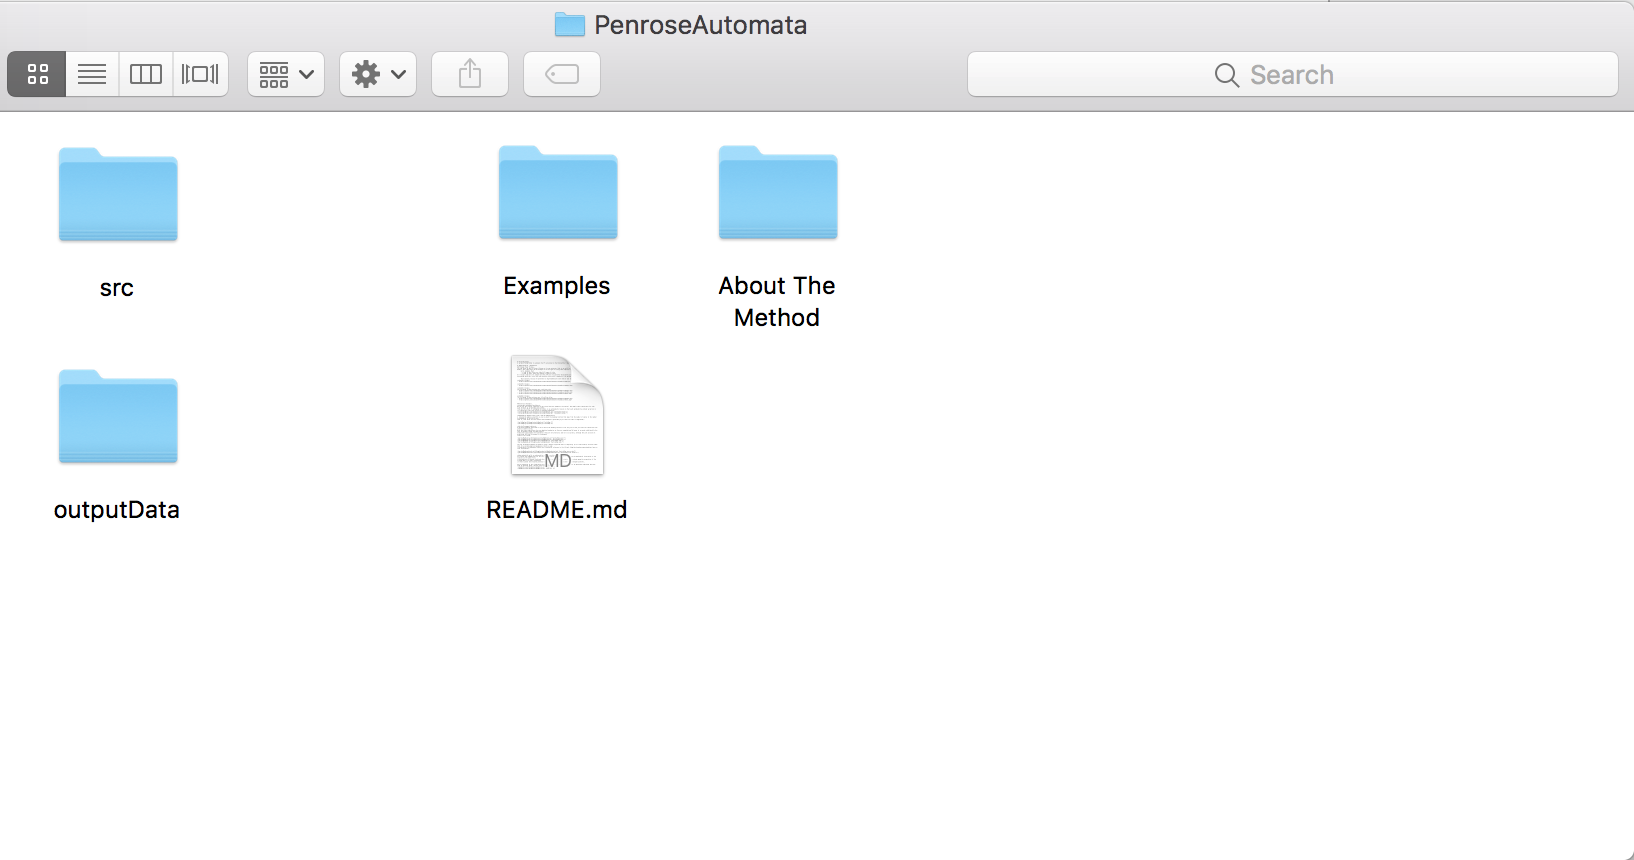 PenroseAutomata
Search
src
Examples
About The
Method
MD
outputData
README.md